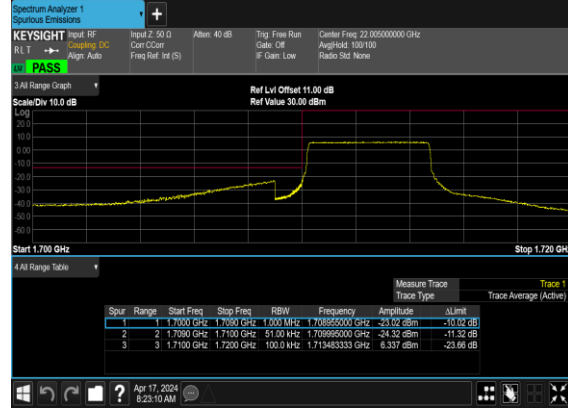 Spectrum Analyzer 1
Spurious Emissions
KEYSIGHT Input: RF Input Z: 50 Ω Atten: 40 dB Trig: Free Run Center Freq: 22.005000000 GHz
RLT Coupling: DC Corr CCorr Gate: Off Avg|Hold: 100/100
Align: Auto Freq Ref: Int (S) IF Gain: Low Radio Std: None
PASS
3 All Range Graph
Ref Lvl Offset 11.00 dB
Scale/Div 10.0 dB Ref Value 30.00 dBm
Log
20.0
10.0
0.00
-10.0
-20.0
-30.0
-40.0
-50.0
-60.0
Start 1.700 GHz Stop 1.720 GH
4 All Range Table
Measure Trace Trace 1
Trace Type Trace Average (Active)
Spur Range Start Freq Stop Freq RBW Frequency Amplitude ΔLimit
1 1 1.7000 GHz 1.7090 GHz 1.000 MHz 1.708955000 GHz -23.02 dBm -10.02 dB
2 2 1.7090 GHz 1.7100 GHz 51.00 kHz 1.709995000 GHz -24.32 dBm -11.32 dB
3 3 1.7100 GHz 1.7200 GHz 100.0 kHz 1.713483333 GHz 6.337 dBm -23.66 dB
? Apr 17, 2024
8:23:10 AM